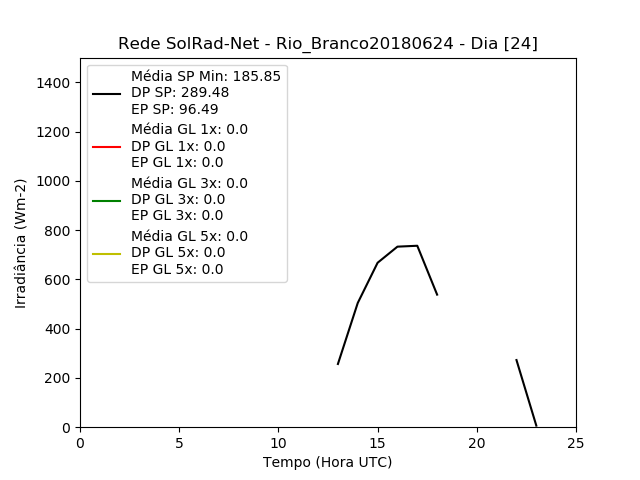 Rede SolRad-Net - Rio_Branco20180624 - Dia [24]
Média SP Min: 185.85
DP SP: 289.48
EP SP: 96.49
Média GL 1x: 0.0
DP GL 1x: 0.0
EP GL 1x: 0.0
Média GL 3x: 0.0
DP GL 3x: 0.0
EP GL 3x: 0.0
Média GL 5x: 0.0
DP GL 5x: 0.0
EP GL 5x: 0.0
Irradiância (Wm-2)
1400
1200
1000
800
600
400
200
0
0 5 10 15 20 25
Tempo (Hora UTC)